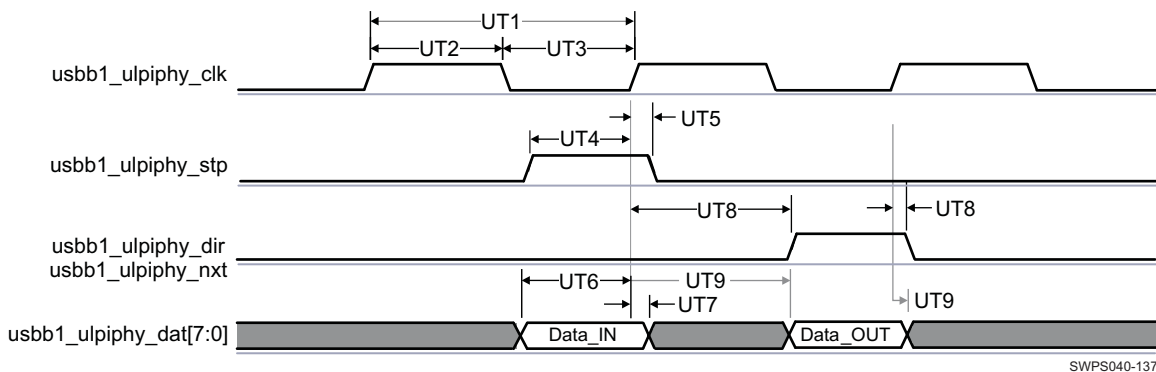 UT1
UT2
UT3
usbb1_ulpiphy_clk
UT5
UT4
usbb1_ulpiphy_stp
UT8
UT8
usbb1_ulpiphy_dir
usbb1_ulpiphy_nxt
UT6
UT9
UT7
UT9
usbb1_ulpiphy_dat[7:0]
Data_IN
Data_OUT
SWPS040-137